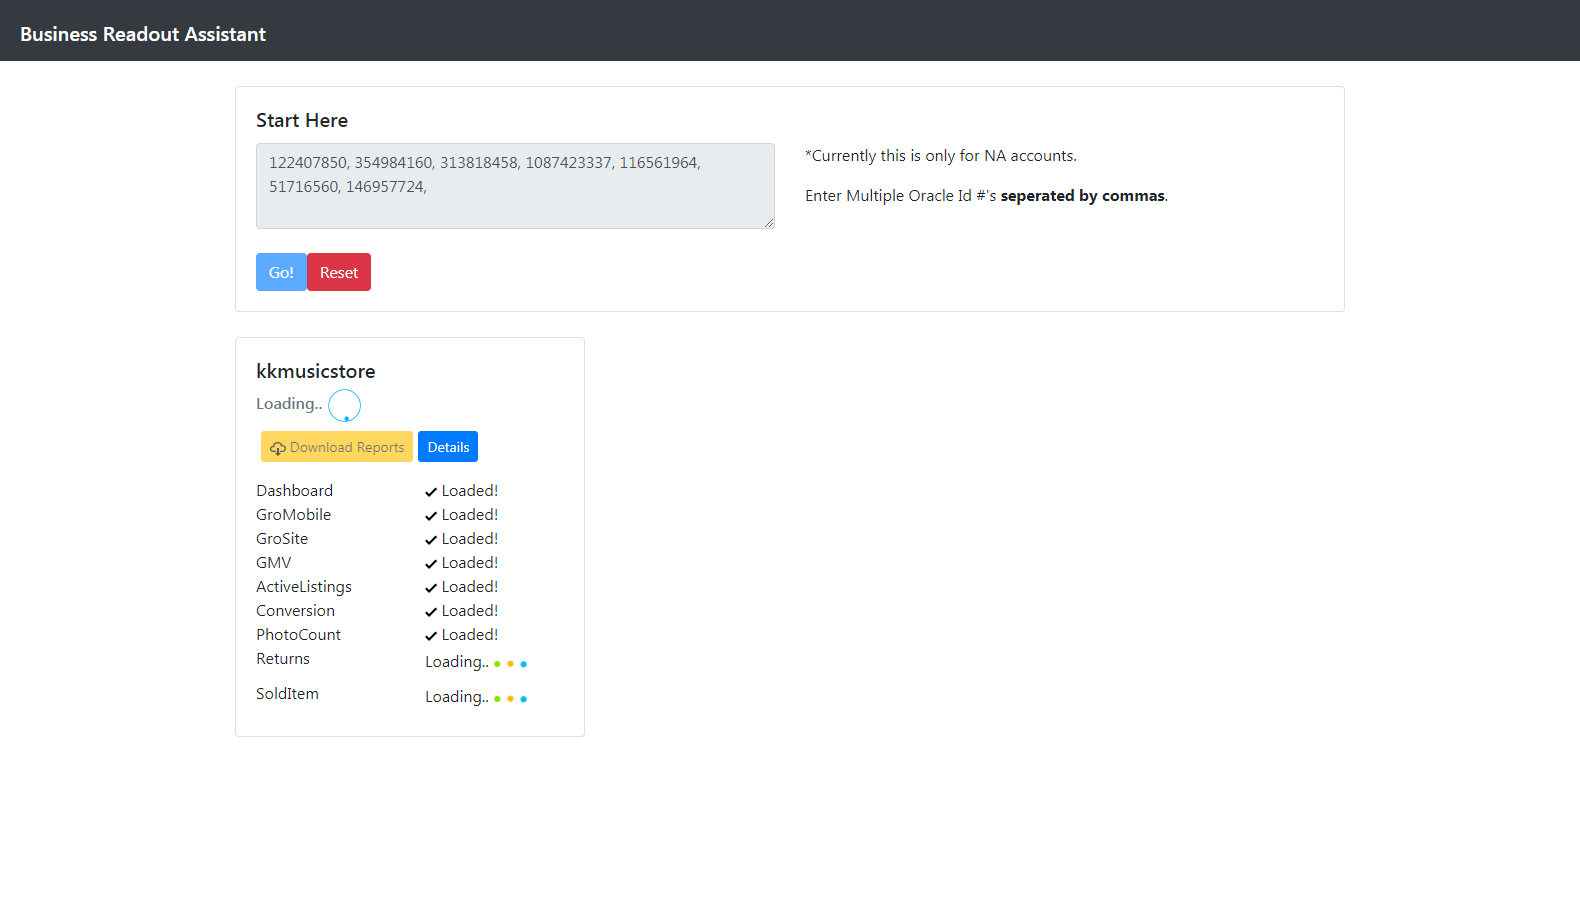 Business Readout Assistant
Start Here
122407850, 354984160, 313818458, 1087423337, 116561964,
51716560, 146957724,
*Currently this is only for NA accounts.
Enter Multiple Oracle Id #'s seperated by commas.
Go! Reset
kkmusicstore
Loading..
Download Reports Details
Dashboard Loaded!
GroMobile Loaded!
GroSite Loaded!
GMV Loaded!
ActiveListings Loaded!
Conversion Loaded!
PhotoCount Loaded!
Returns Loading..
SoldItem Loading..